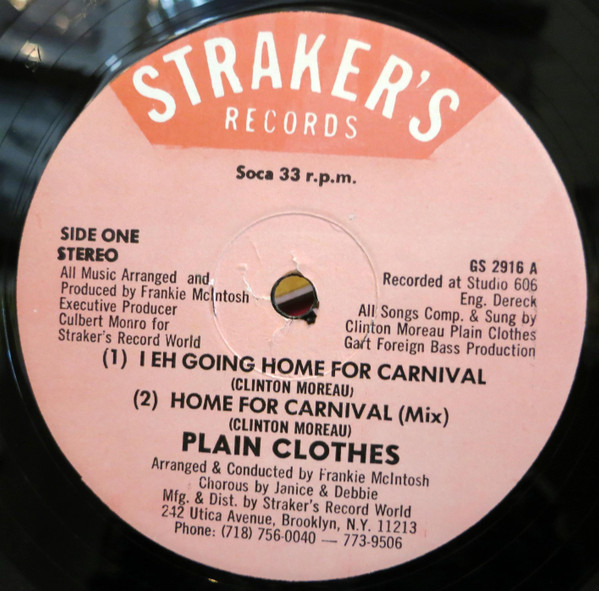 STRAKER'S
RECORDS
Soca 33 r.p.m.
SIDE ONE
STEREO
All Music Arranged and
Produced by Frankie McIntosh
Executive Producer
Culbert Monro for
Straker's Record World
GS 2916 A
Recorded at Studio 606
Eng. Dereck
All Songs Comp. & Sung by
Clinton Moreau Plain Clothes
Gart Foreign Bass Production
(1) I EH GOING HOME FOR CARNIVAL
(CLINTON MOREAU)
(2) HOME FOR CARNIVAL (Mix)
(CLINTON MOREAU)
PLAIN CLOTHES
Arranged & Conducted by Frankie McIntosh
Chorous by Janice & Debbie
Mfg. & Dist. by Straker's Record World
242 Utica Avenue, Brooklyn, N.Y. 11213
Phone: (718) 756-0040 — 773-9506